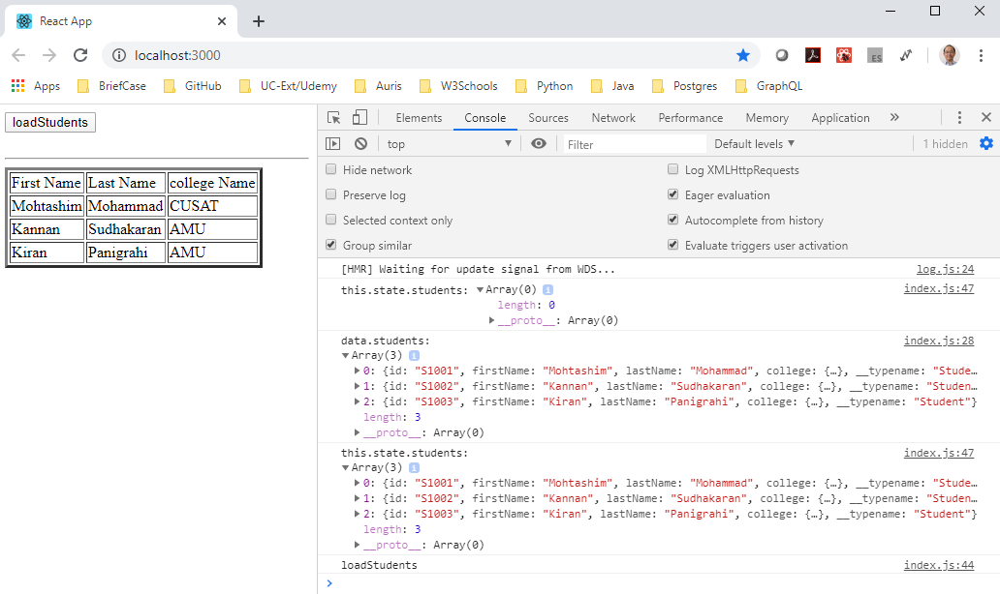 React App
localhost:3000
Apps BriefCase GitHub UC-Ext/Udemy Auris W3Schools Python Java Postgres GraphQL
loadStudents
First Name Last Name college Name
Mohtashim Mohammad CUSAT
Kannan Sudhakaran AMU
Kiran Panigrahi AMU
Elements Console Sources Network Performance Memory Application »
top Filter Default levels ▼ 1 hidden
Hide network Log XMLHttpRequests
Preserve log Eager evaluation
Selected context only Autocomplete from history
Group similar Evaluate triggers user activation
[HMR] Waiting for update signal from WDS... log.js:24
this.state.students: ▼Array(0) i index.js:47
length: 0
▶__proto__: Array(0)
data.students: index.js:28
▼Array(3) i
▶0: {id: "S1001", firstName: "Mohtashim", lastName: "Mohammad", college: {…}, __typename: "Stude…
▶1: {id: "S1002", firstName: "Kannan", lastName: "Sudhakaran", college: {…}, __typename: "Studen…
▶2: {id: "S1003", firstName: "Kiran", lastName: "Panigrahi", college: {…}, __typename: "Student"}
length: 3
▶__proto__: Array(0)
this.state.students: index.js:47
▼Array(3) i
▶0: {id: "S1001", firstName: "Mohtashim", lastName: "Mohammad", college: {…}, __typename: "Stude…
▶1: {id: "S1002", firstName: "Kannan", lastName: "Sudhakaran", college: {…}, __typename: "Studen…
▶2: {id: "S1003", firstName: "Kiran", lastName: "Panigrahi", college: {…}, __typename: "Student"}
length: 3
▶__proto__: Array(0)
loadStudents index.js:44